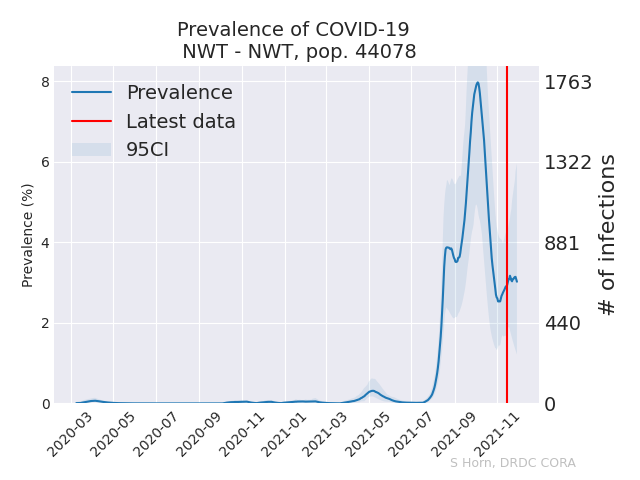 Prevalence of COVID-19
NWT - NWT, pop. 44078
Prevalence
Latest data
95CI
Prevalence (%)
8
6
4
2
0
1763
1322
881
440
0
# of infections
2020-03
2020-05
2020-07
2020-09
2020-11
2021-01
2021-03
2021-05
2021-07
2021-09
2021-11
S Horn, DRDC CORA